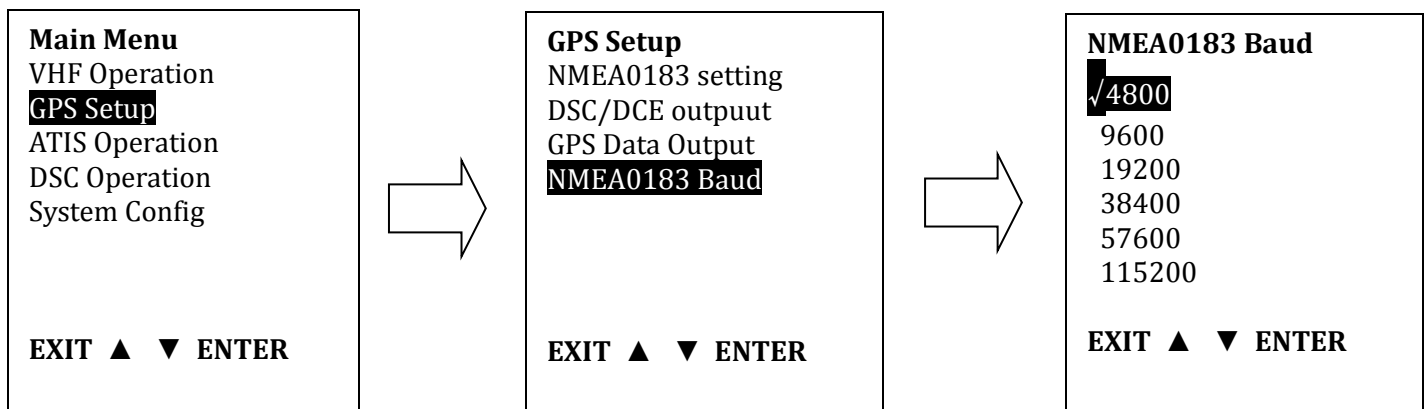 Main Menu
VHF Operation
GPS Setup
ATIS Operation
DSC Operation
System Config
EXIT ▲ ▼ ENTER
GPS Setup
NMEA0183 setting
DSC/DCE outpuut
GPS Data Output
NMEA0183 Baud
EXIT ▲ ▼ ENTER
NMEA0183 Baud
√4800
9600
19200
38400
57600
115200
EXIT ▲ ▼ ENTER